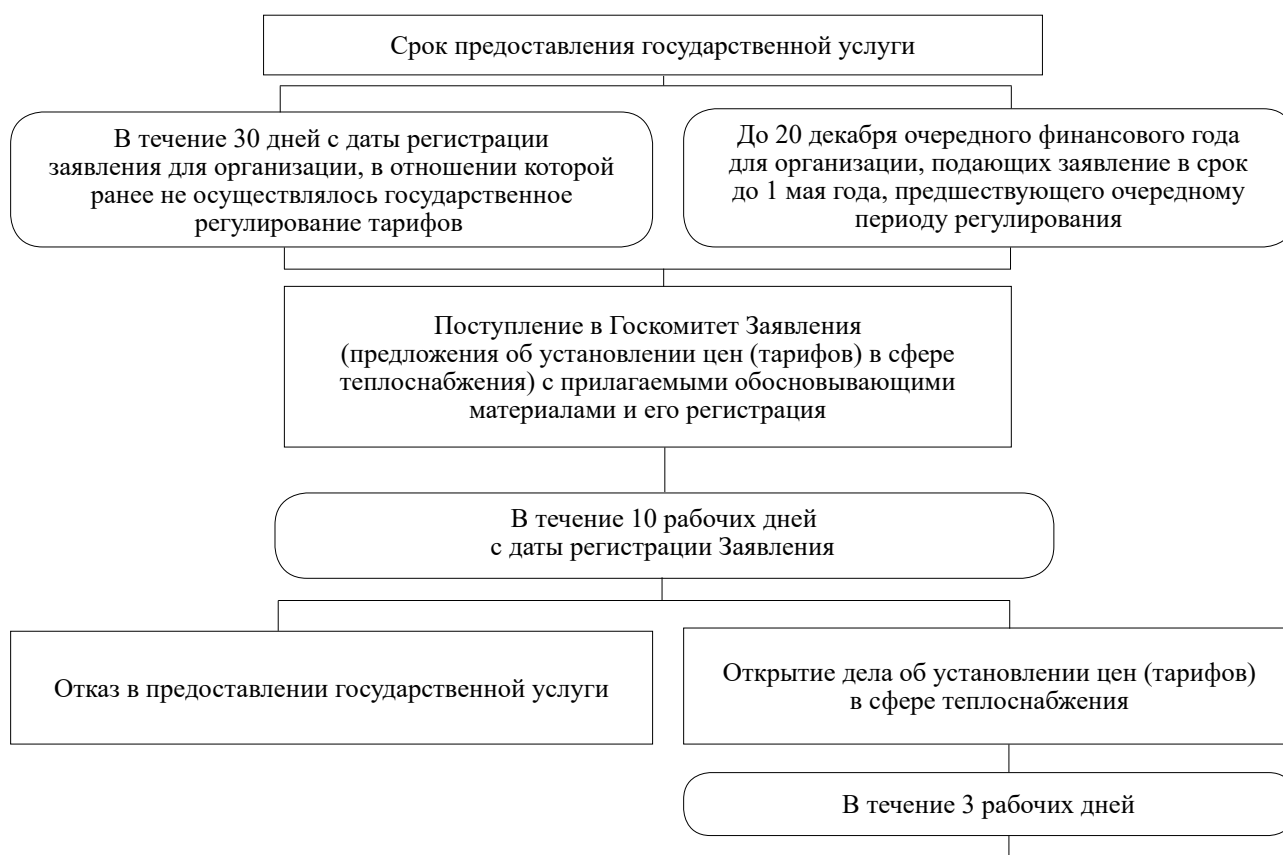 Срок предоставления государственной услуги
В течение 30 дней с даты регистрации
заявления для организации, в отношении которой
ранее не осуществлялось государственное
регулирование тарифов
До 20 декабря очередного финансового года
для организации, подающих заявление в срок
до 1 мая года, предшествующего очередному
периоду регулирования
Поступление в Госкомитет Заявления
(предложения об установлении цен (тарифов) в сфере
теплоснабжения) с прилагаемыми обосновывающими
материалами и его регистрация
В течение 10 рабочих дней
с даты регистрации Заявления
Отказ в предоставлении государственной услуги
Открытие дела об установлении цен (тарифов)
в сфере теплоснабжения
В течение 3 рабочих дней